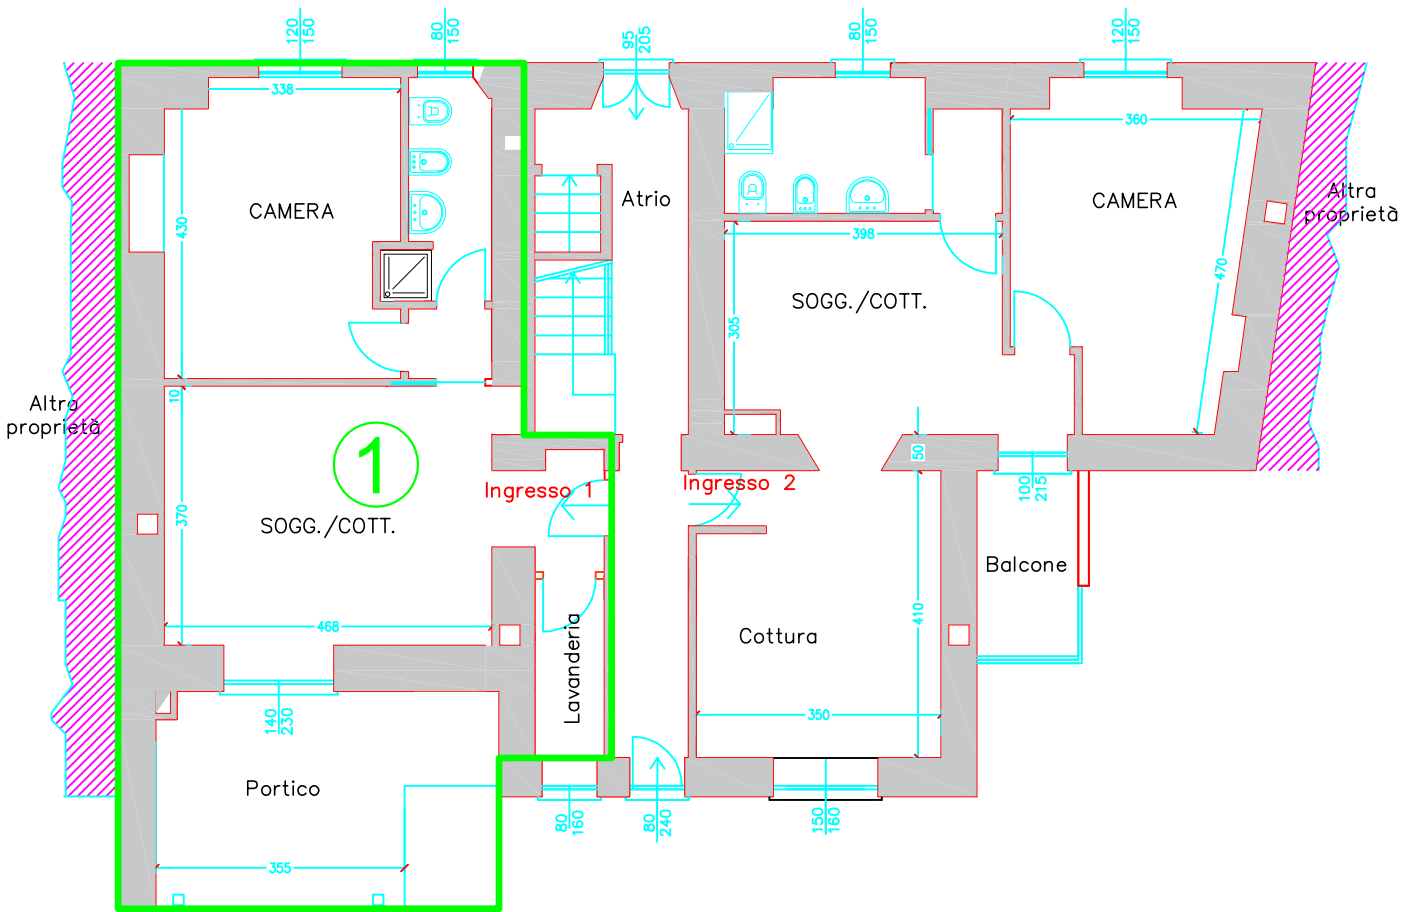 120
150
80
150
95
205
80
150
120
150
338
360
CAMERA
430
Atrio
CAMERA
Altra
proprietà
398
470
SOGG./COTT.
305
10
Altra
proprietà
1
50
Ingresso 1
Ingresso 2
100
215
370
SOGG./COTT.
Balcone
410
468
Lavanderia
Cottura
140
230
350
Portico
80
160
80
240
150
160
355